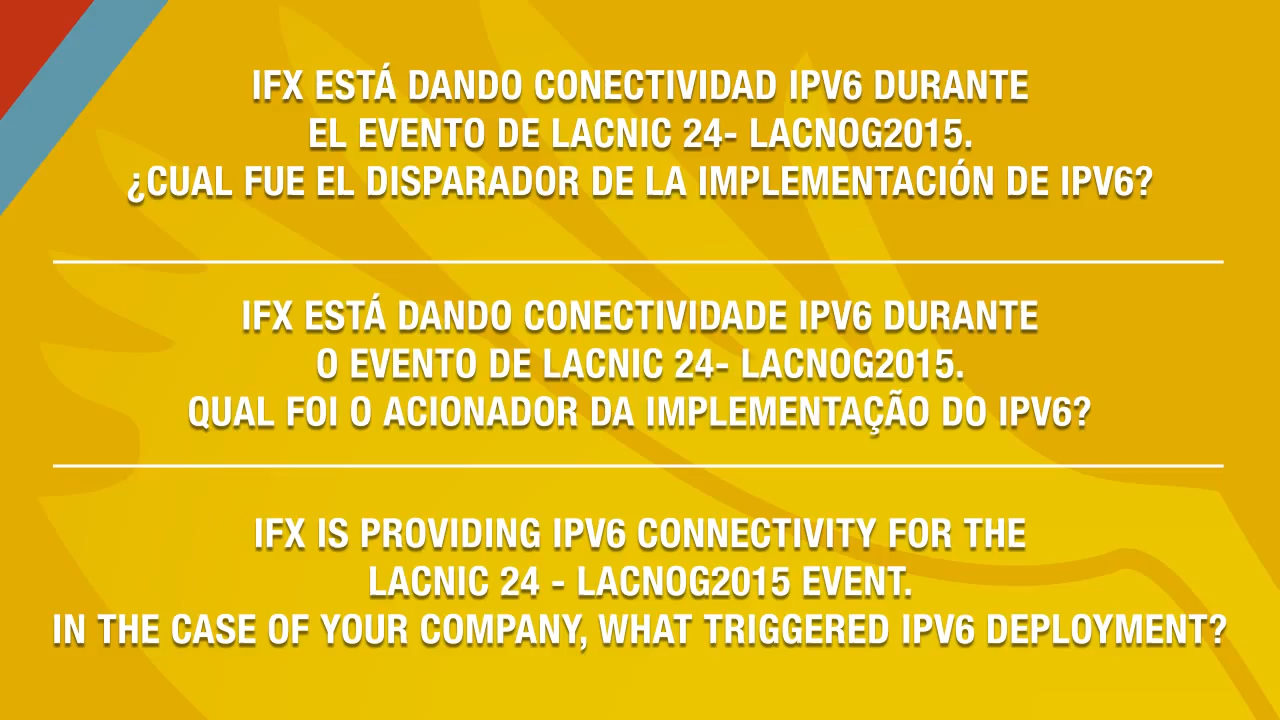 IFX ESTÁ DANDO CONECTIVIDAD IPV6 DURANTE
EL EVENTO DE LACNIC 24- LACNOG2015.
¿CUAL FUE EL DISPARADOR DE LA IMPLEMENTACIÓN DE IPV6?
IFX ESTÁ DANDO CONECTIVIDADE IPV6 DURANTE
O EVENTO DE LACNIC 24- LACNOG2015.
QUAL FOI O ACIONADOR DA IMPLEMENTAÇÃO DO IPV6?
IFX IS PROVIDING IPV6 CONNECTIVITY FOR THE
LACNIC 24 - LACNOG2015 EVENT.
IN THE CASE OF YOUR COMPANY, WHAT TRIGGERED IPV6 DEPLOYMENT?